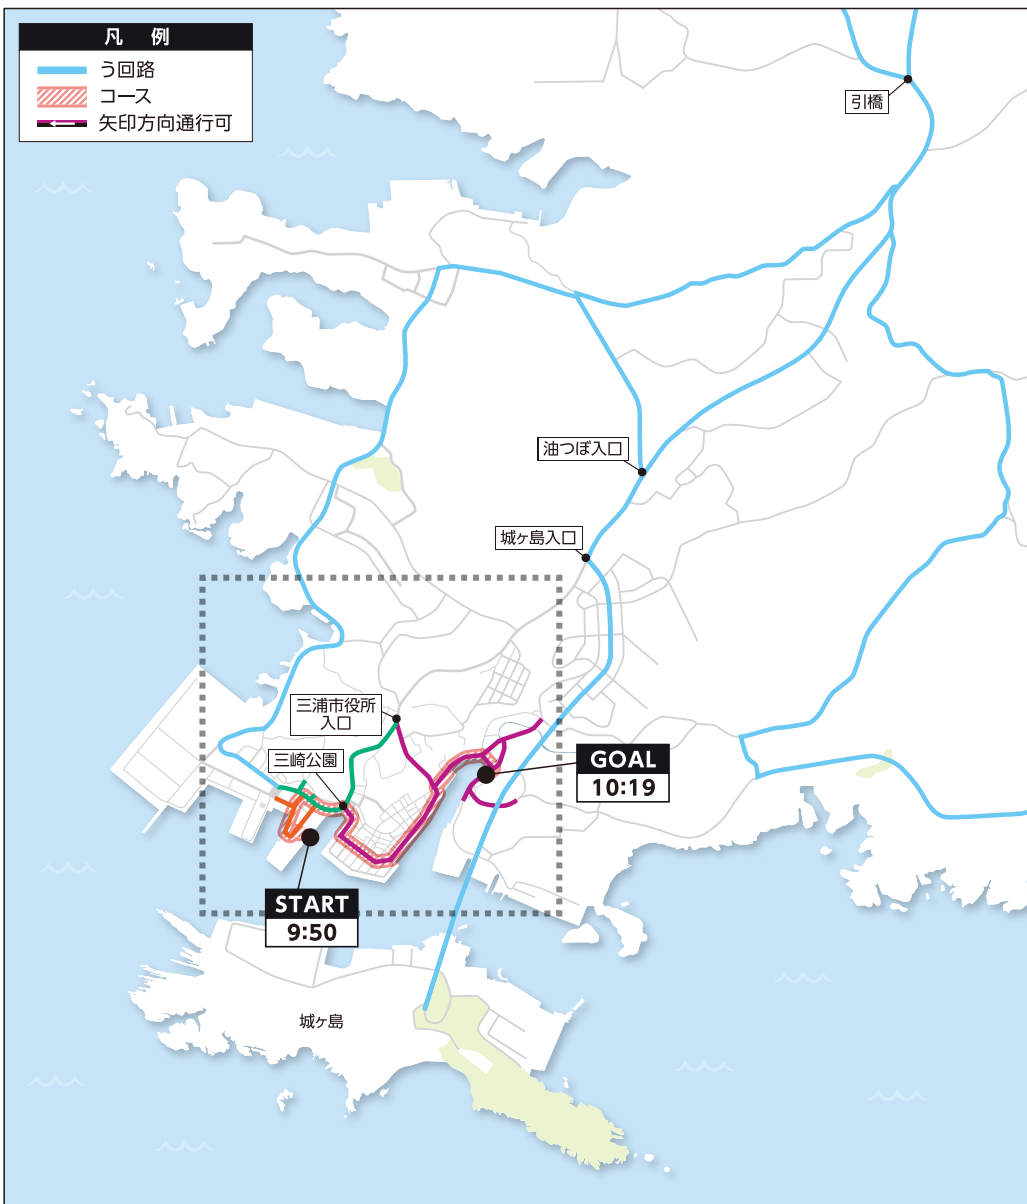 凡 例
う回路
コース
矢印方向通行可
引橋
油つぼ入口
城ヶ島入口
三浦市役所
入口
三崎公園
GOAL
10:19
START
9:50
城ヶ島